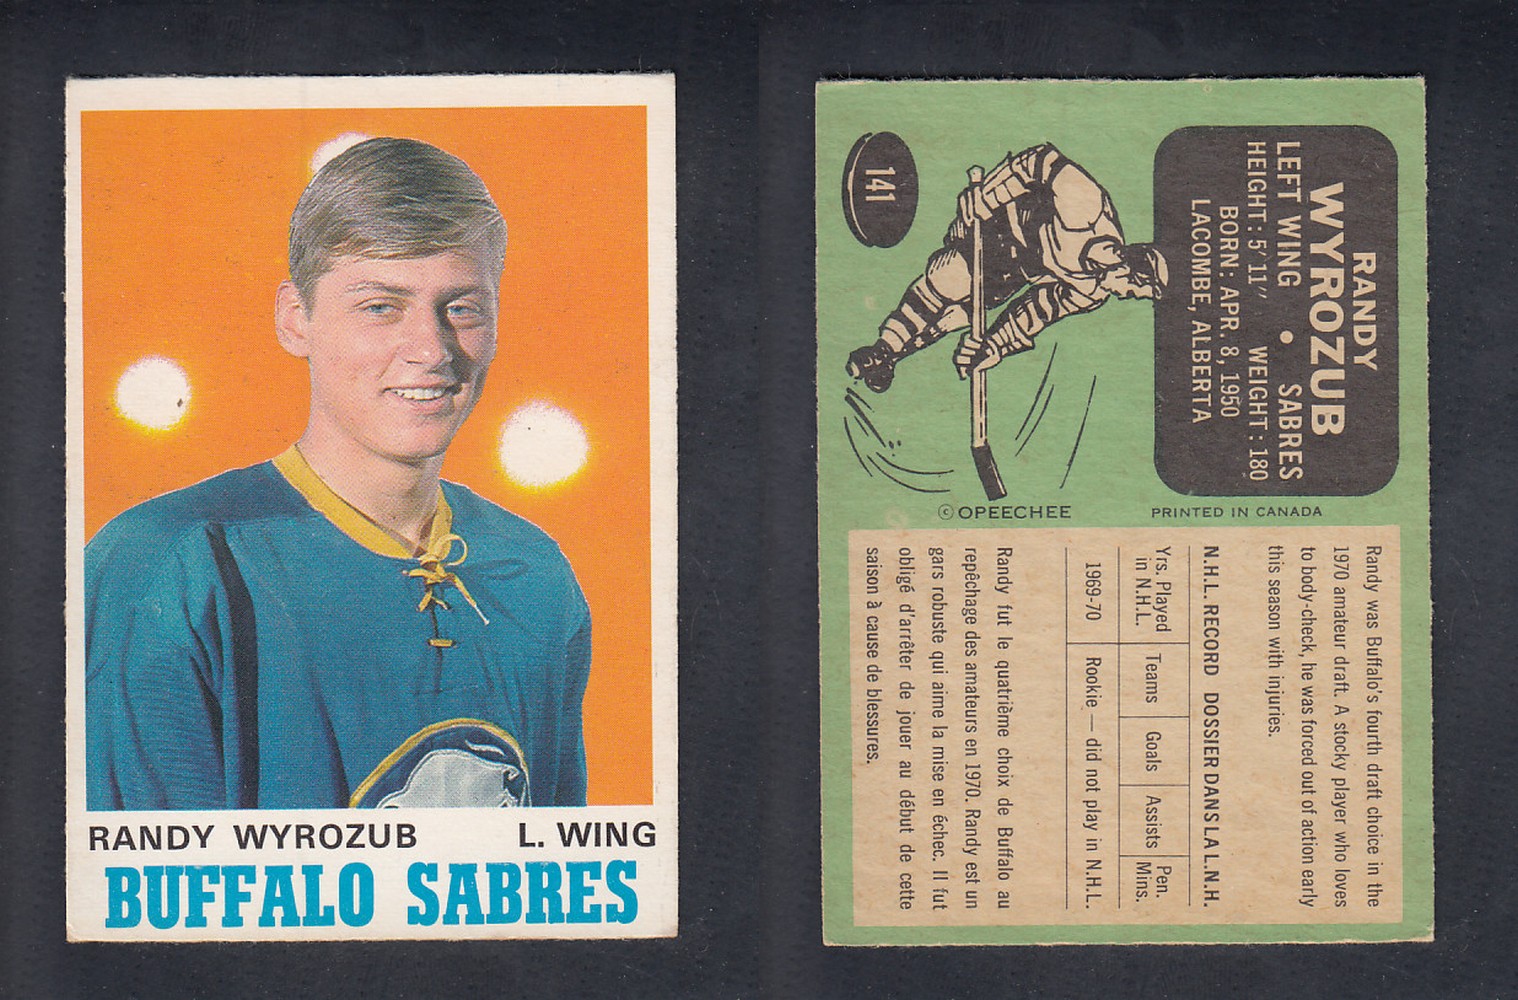 RANDY WYROZUB L. WING
BUFFALO SABRES
141
RANDY
WYROZUB
LEFT WING • SABRES
HEIGHT: 5'11" WEIGHT: 180
BORN: APR. 8, 1950
LACOMBE, ALBERTA
© OPEECHEE PRINTED IN CANADA
Randy was Buffalo's fourth draft choice in the
1970 amateur draft. A stocky player who loves
to body-check, he was forced out of action early
this season with injuries.
N.H.L. RECORD DOSSIER DANS LA L.N.H.
Yrs. Played in N.H.L. Teams Goals Assists Pen. Mins.
1969-70 Rookie — did not play in N.H.L.
Randy fut le quatrième choix de Buffalo au
repêchage des amateurs en 1970. Randy est un
gars robuste qui aime la mise en échec. Il fut
obligé d'arrêter de jouer au début de cette
saison à cause de blessures.